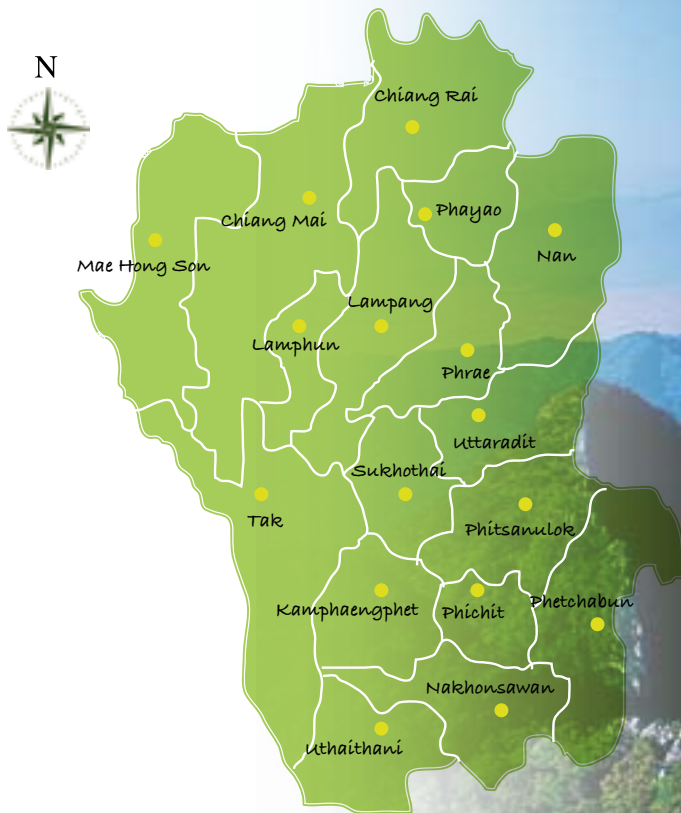 N
Chiang Rai
Chiang Mai
Phayao
Nan
Mae Hong Son
Lampang
Lamphun
Phrae
Uttaradit
Sukhothai
Tak
Phitsanulok
Kamphaengphet
Phichit
Phetchabun
Nakhonsawan
Uthaithani